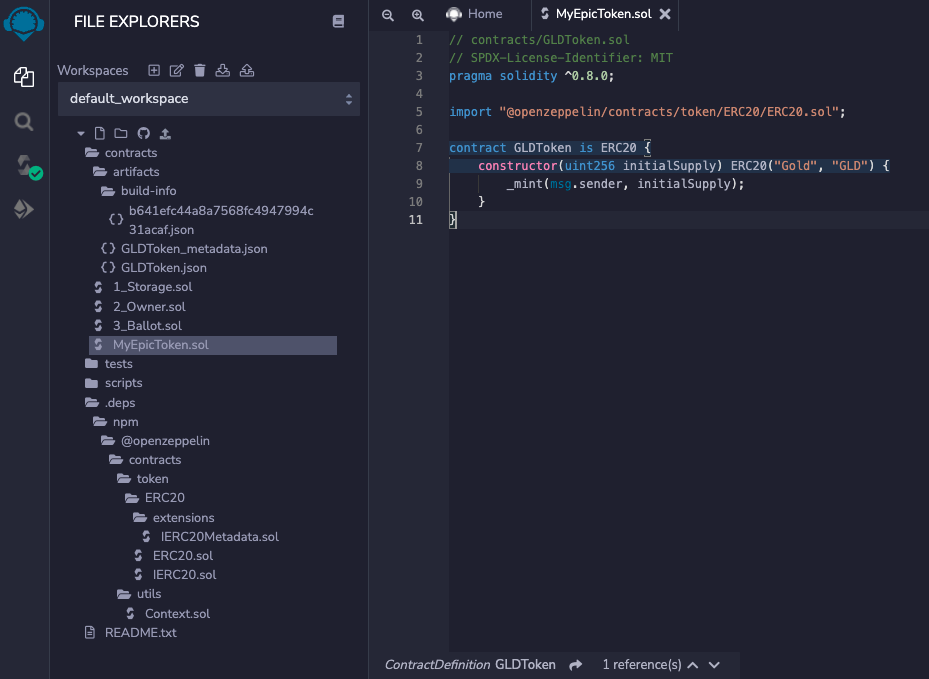 FILE EXPLORERS
Workspaces
default_workspace
contracts
artifacts
build-info
b641efc44a8a7568fc4947994c
31acaf.json
GLDToken_metadata.json
GLDToken.json
1_Storage.sol
2_Owner.sol
3_Ballot.sol
MyEpicToken.sol
tests
scripts
.deps
npm
@openzeppelin
contracts
token
ERC20
extensions
IERC20Metadata.sol
ERC20.sol
IERC20.sol
utils
Context.sol
README.txt
Home
MyEpicToken.sol
1 // contracts/GLDToken.sol
2 // SPDX-License-Identifier: MIT
3 pragma solidity ^0.8.0;
4
5 import "@openzeppelin/contracts/token/ERC20/ERC20.sol";
6
7 contract GLDToken is ERC20 {
8 constructor(uint256 initialSupply) ERC20("Gold", "GLD") {
9 _mint(msg.sender, initialSupply);
10 }
11 }
ContractDefinition GLDToken 1 reference(s)